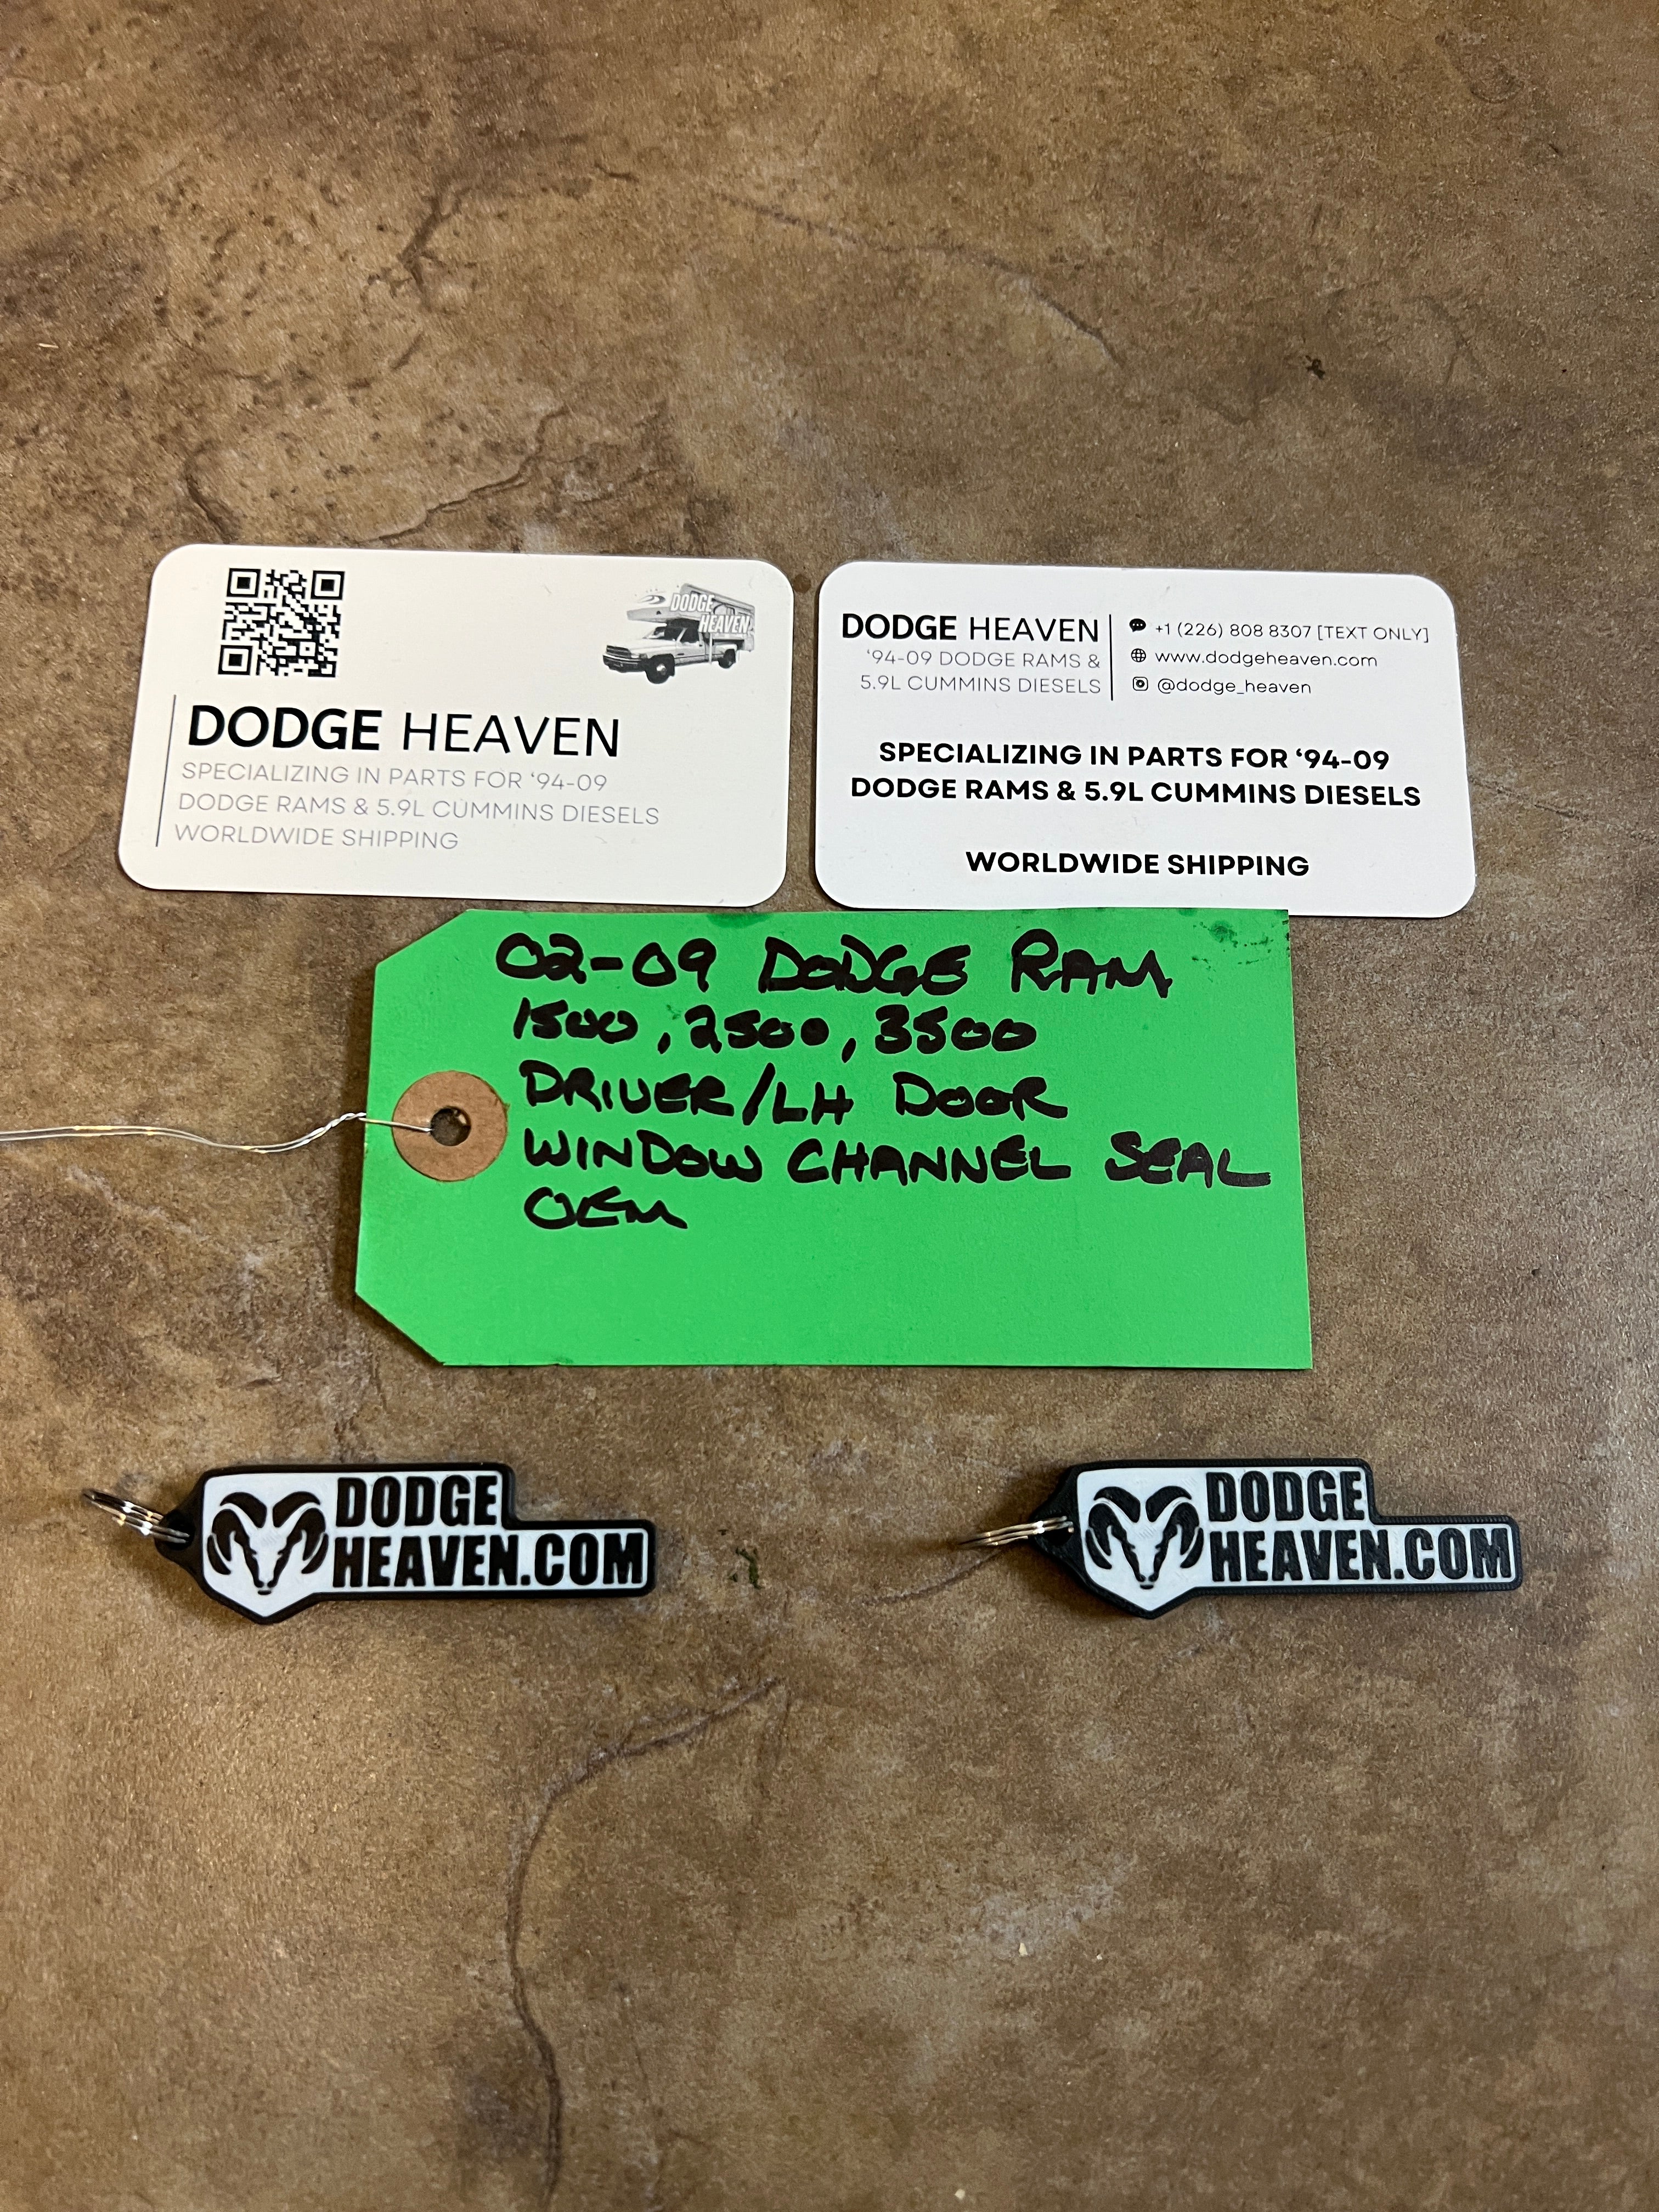 DODGE
HEAVEN
DODGE HEAVEN
SPECIALIZING IN PARTS FOR ‘94-09
DODGE RAMS & 5.9L CUMMINS DIESELS
WORLDWIDE SHIPPING
DODGE HEAVEN
‘94-09 DODGE RAMS &
5.9L CUMMINS DIESELS
+1 (226) 808 8307 [TEXT ONLY]
www.dodgeheaven.com
@dodge_heaven
SPECIALIZING IN PARTS FOR ‘94-09
DODGE RAMS & 5.9L CUMMINS DIESELS
WORLDWIDE SHIPPING
02-09 DODGE RAM
1500, 2500, 3500
DRIVER/LH DOOR
WINDOW CHANNEL SEAL
OEM
DODGE
HEAVEN.COM
DODGE
HEAVEN.COM